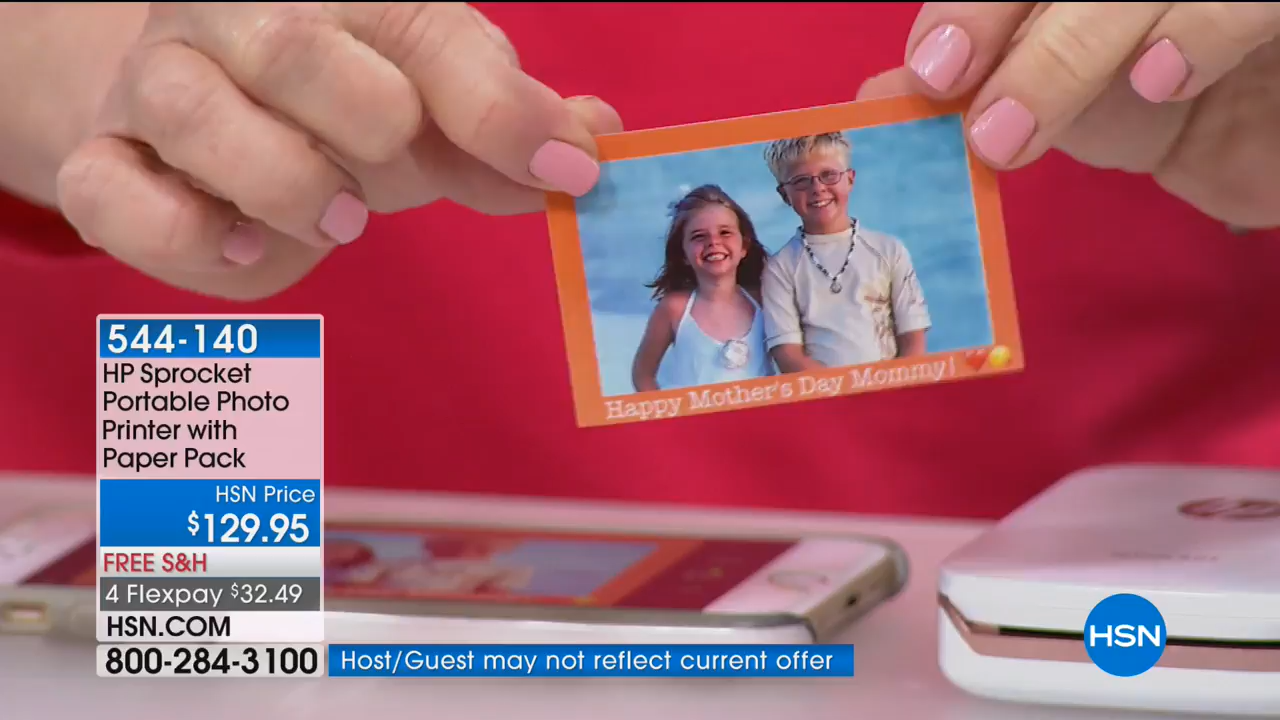 Happy Mother's Day Mommy!
544-140
HP Sprocket
Portable Photo
Printer with
Paper Pack
HSN Price
$129.95
FREE S&H
4 Flexpay $32.49
HSN.COM
800-284-3100
Host/Guest may not reflect current offer
HSN